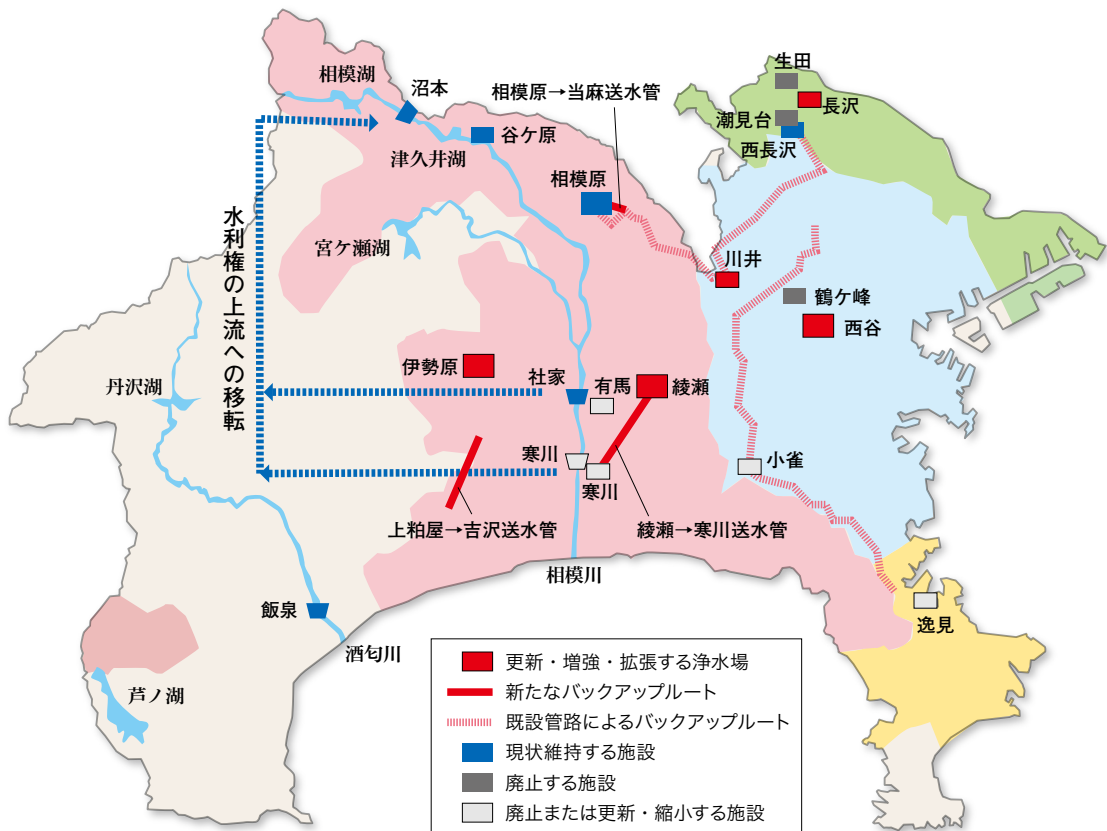 生田
相模湖
沼本
相模原→当麻送水管
長沢
潮見台
谷ケ原
西長沢
津久井湖
相模原
水利権の上流への移転
宮ケ瀬湖
川井
鶴ケ峰
西谷
伊勢原
社家
有馬
綾瀬
丹沢湖
寒川
寒川
小雀
上粕屋→吉沢送水管
綾瀬→寒川送水管
相模川
飯泉
逸見
酒匂川
芦ノ湖
更新・増強・拡張する浄水場
新たなバックアップルート
既設管路によるバックアップルート
現状維持する施設
廃止する施設
廃止または更新・縮小する施設